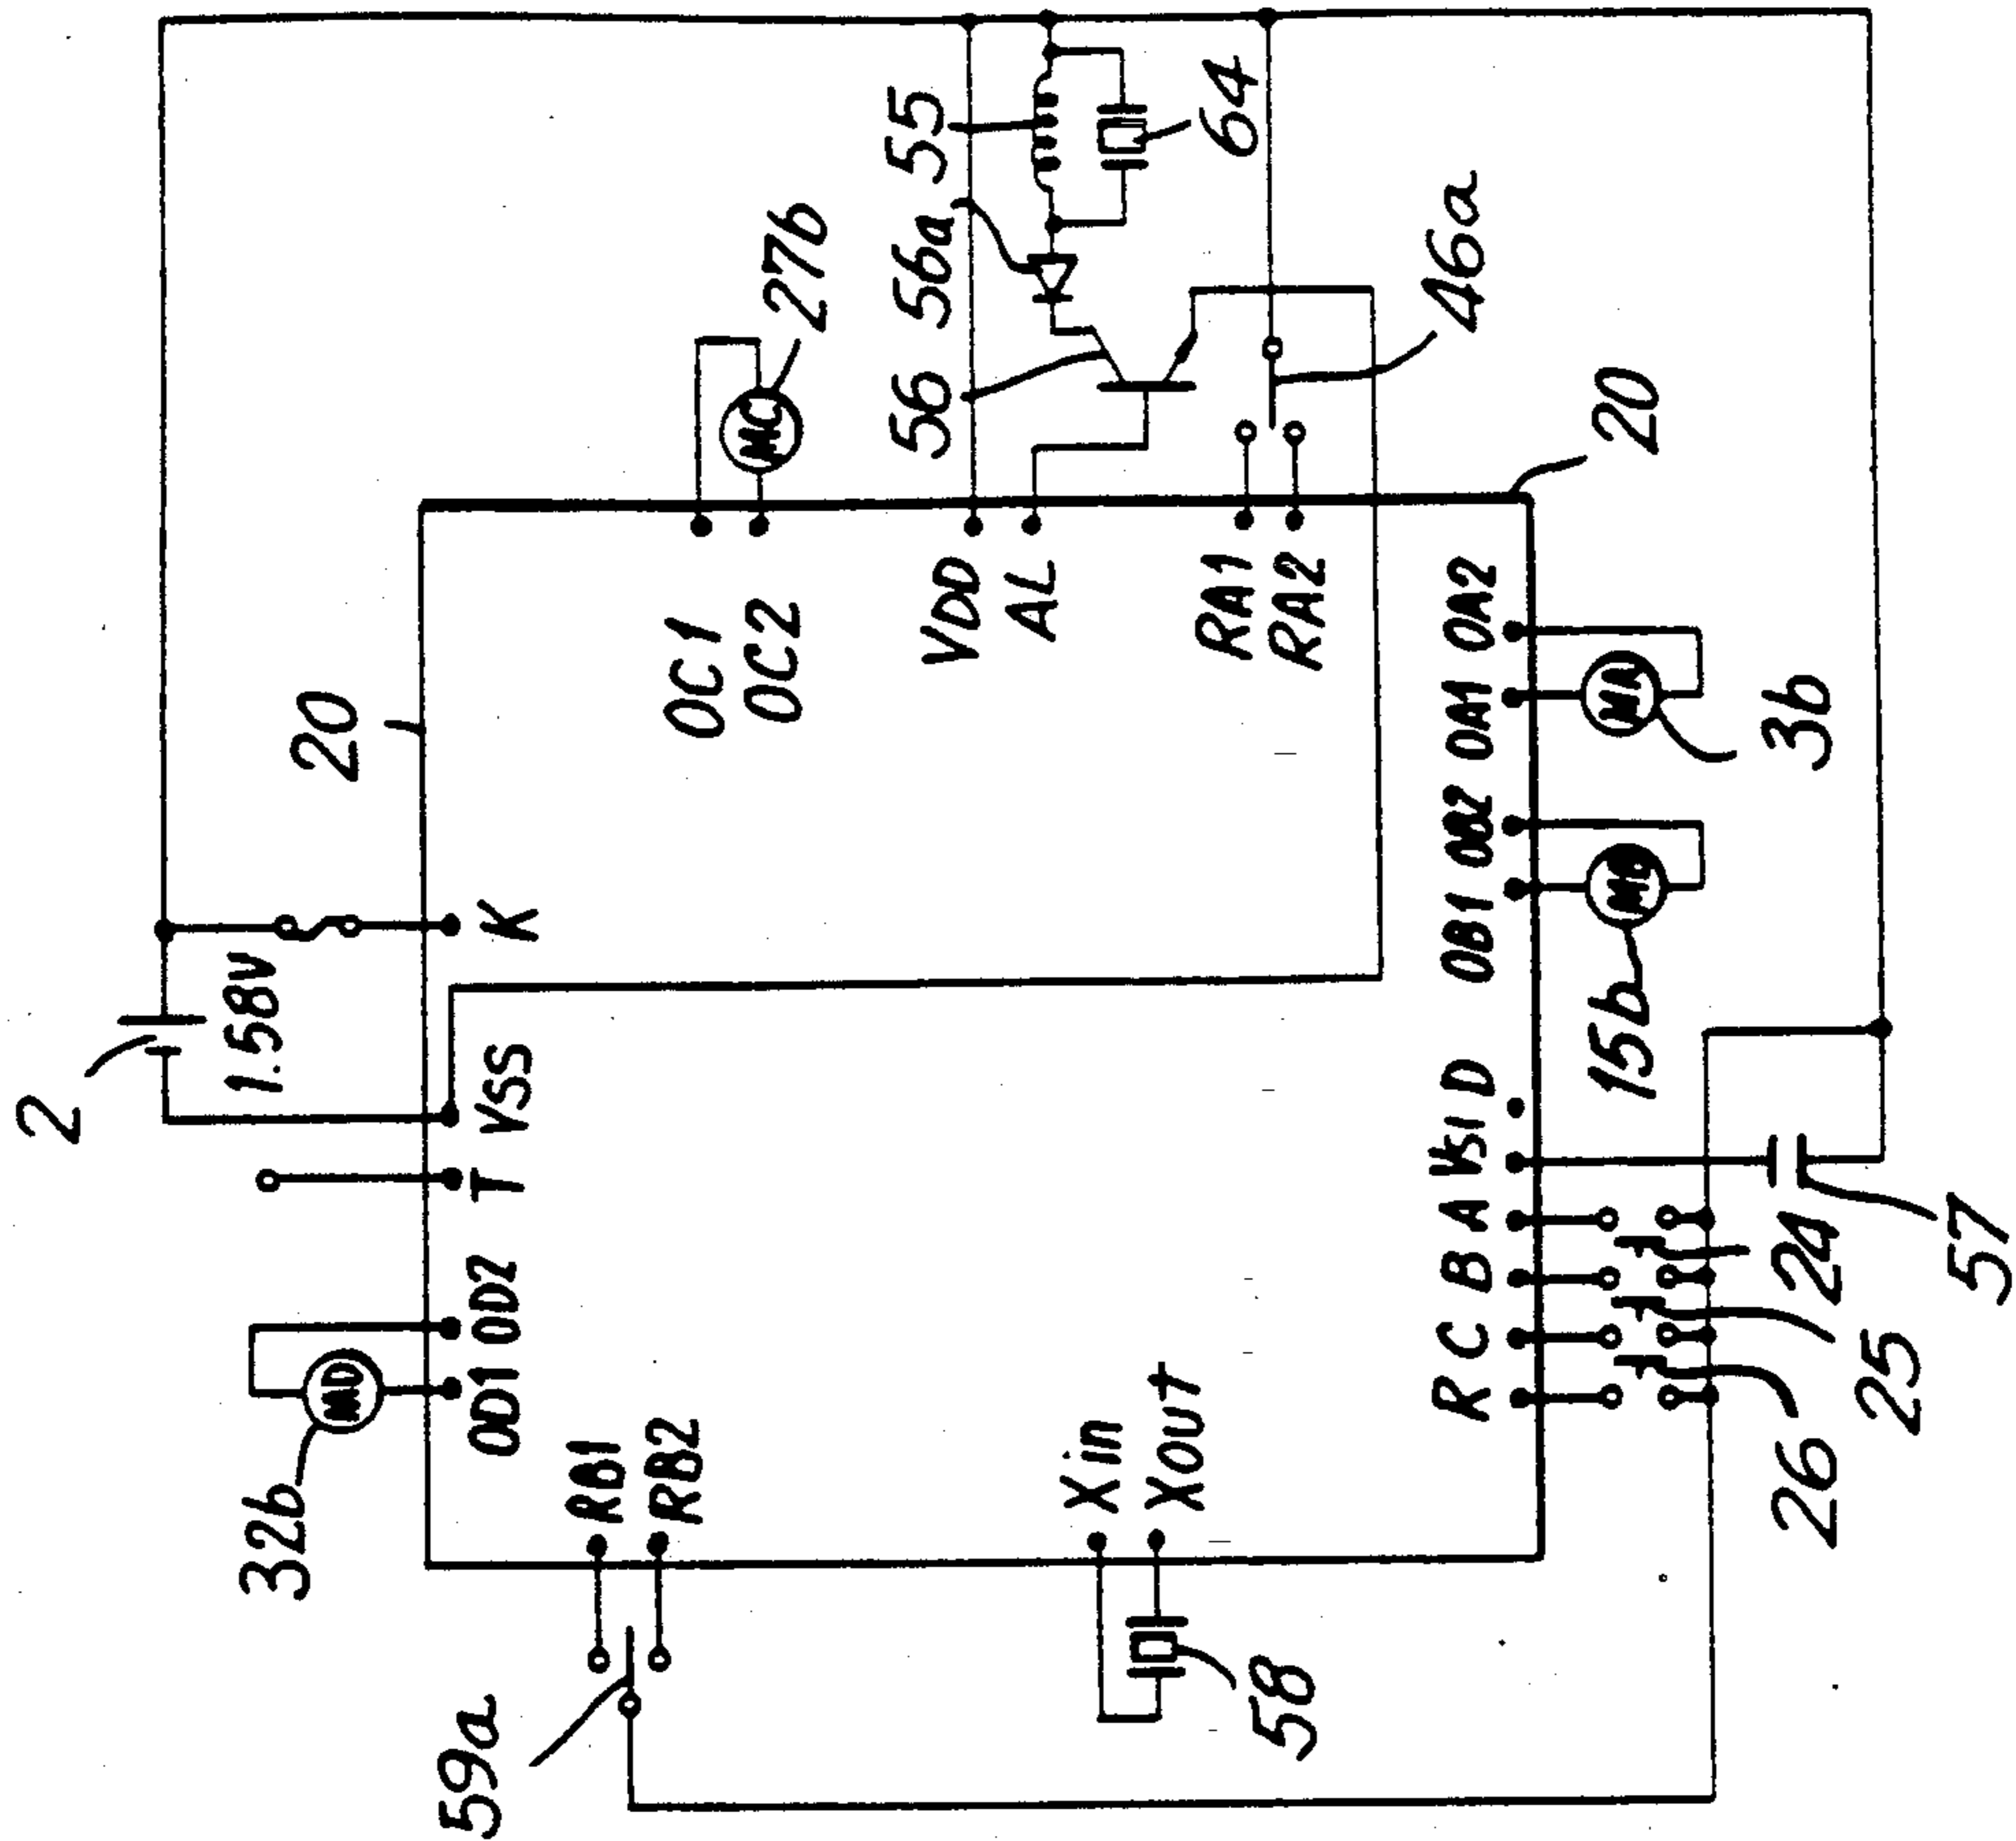 2
1.58V
32b
20
MD
59a
OD1 OD2 T VSS K
RB1
RB2
OC1
OC2
MC
27b
56 56a 55
VDD
AL
Xin
Xout
RA1
RA2
64
58
46a
R C B A VS1 D OB1 OB2 OA1 OA2
15b
MB
MA
20
26
24
3b
25
57